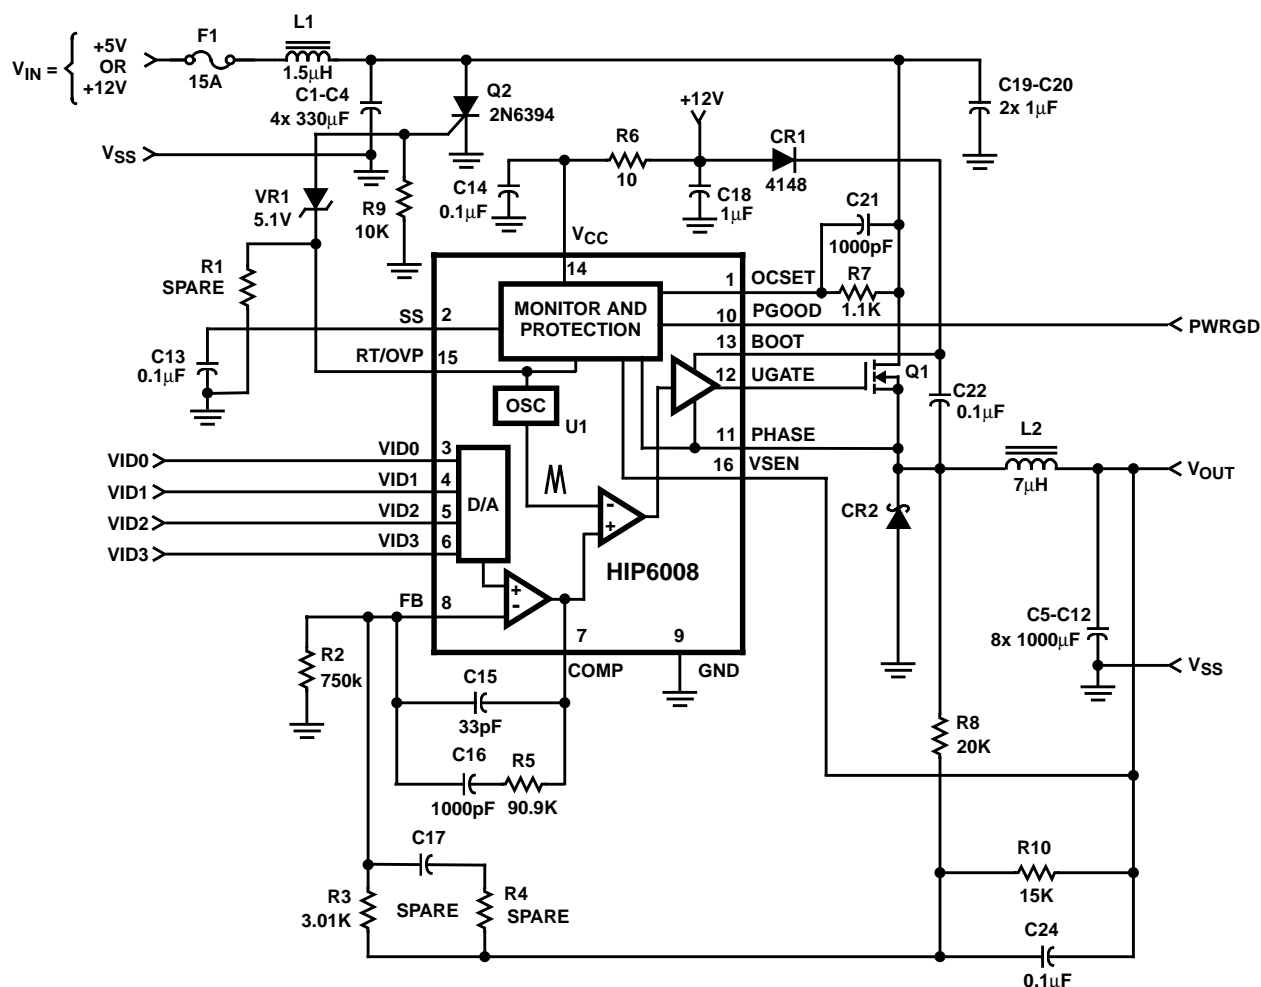 F1
L1
+5V
OR
+12V
V_IN =
15A
1.5µH
C1-C4
4x 330µF
Q2
2N6394
C19-C20
2x 1µF
+12V
V_SS
R6
10
CR1
4148
C14
0.1µF
C18
1µF
VR1
5.1V
R9
10K
C21
1000pF
V_CC
14
R1
SPARE
MONITOR AND
PROTECTION
1
OCSET
R7
1.1K
SS
2
10
PGOOD
PWRGD
13
BOOT
RT/OVP
15
C13
0.1µF
12
UGATE
Q1
OSC
U1
C22
0.1µF
11
PHASE
L2
7µH
16
VSEN
V_OUT
VID0
VID0
3
VID1
VID1
4
VID2
VID2
5
VID3
VID3
6
D/A
-
+
CR2
HIP6008
+
-
FB
8
7
COMP
9
GND
C5-C12
8x 1000µF
V_SS
R2
750k
C15
33pF
C16
1000pF
R5
90.9K
R8
20K
C17
R3
3.01K
SPARE
R4
SPARE
R10
15K
C24
0.1µF